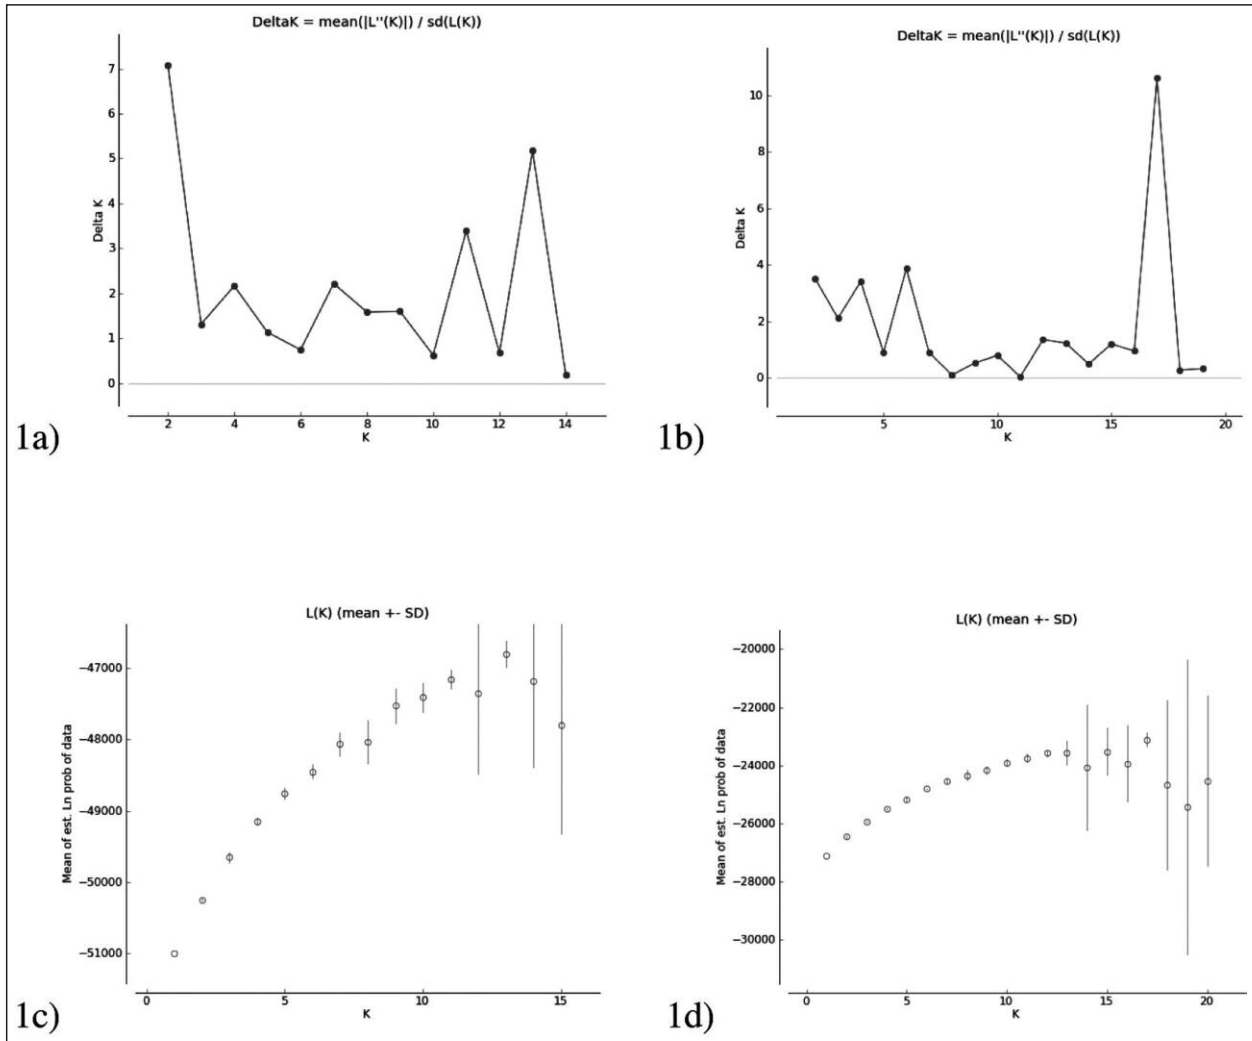 DeltaK = mean(|L''(K)|) / sd(L(K))
7
6
5
4
3
2
1
0
Delta K
2 4 6 8 10 12 14
K
1a)
DeltaK = mean(|L''(K)|) / sd(L(K))
10
8
6
4
2
0
Delta K
5 10 15 20
K
1b)
L(K) (mean +- SD)
−47000
−48000
−49000
−50000
−51000
Mean of est. Ln prob of data
0 5 10 15
K
1c)
L(K) (mean +- SD)
−20000
−22000
−24000
−26000
−28000
−30000
Mean of est. Ln prob of data
0 5 10 15 20
K
1d)